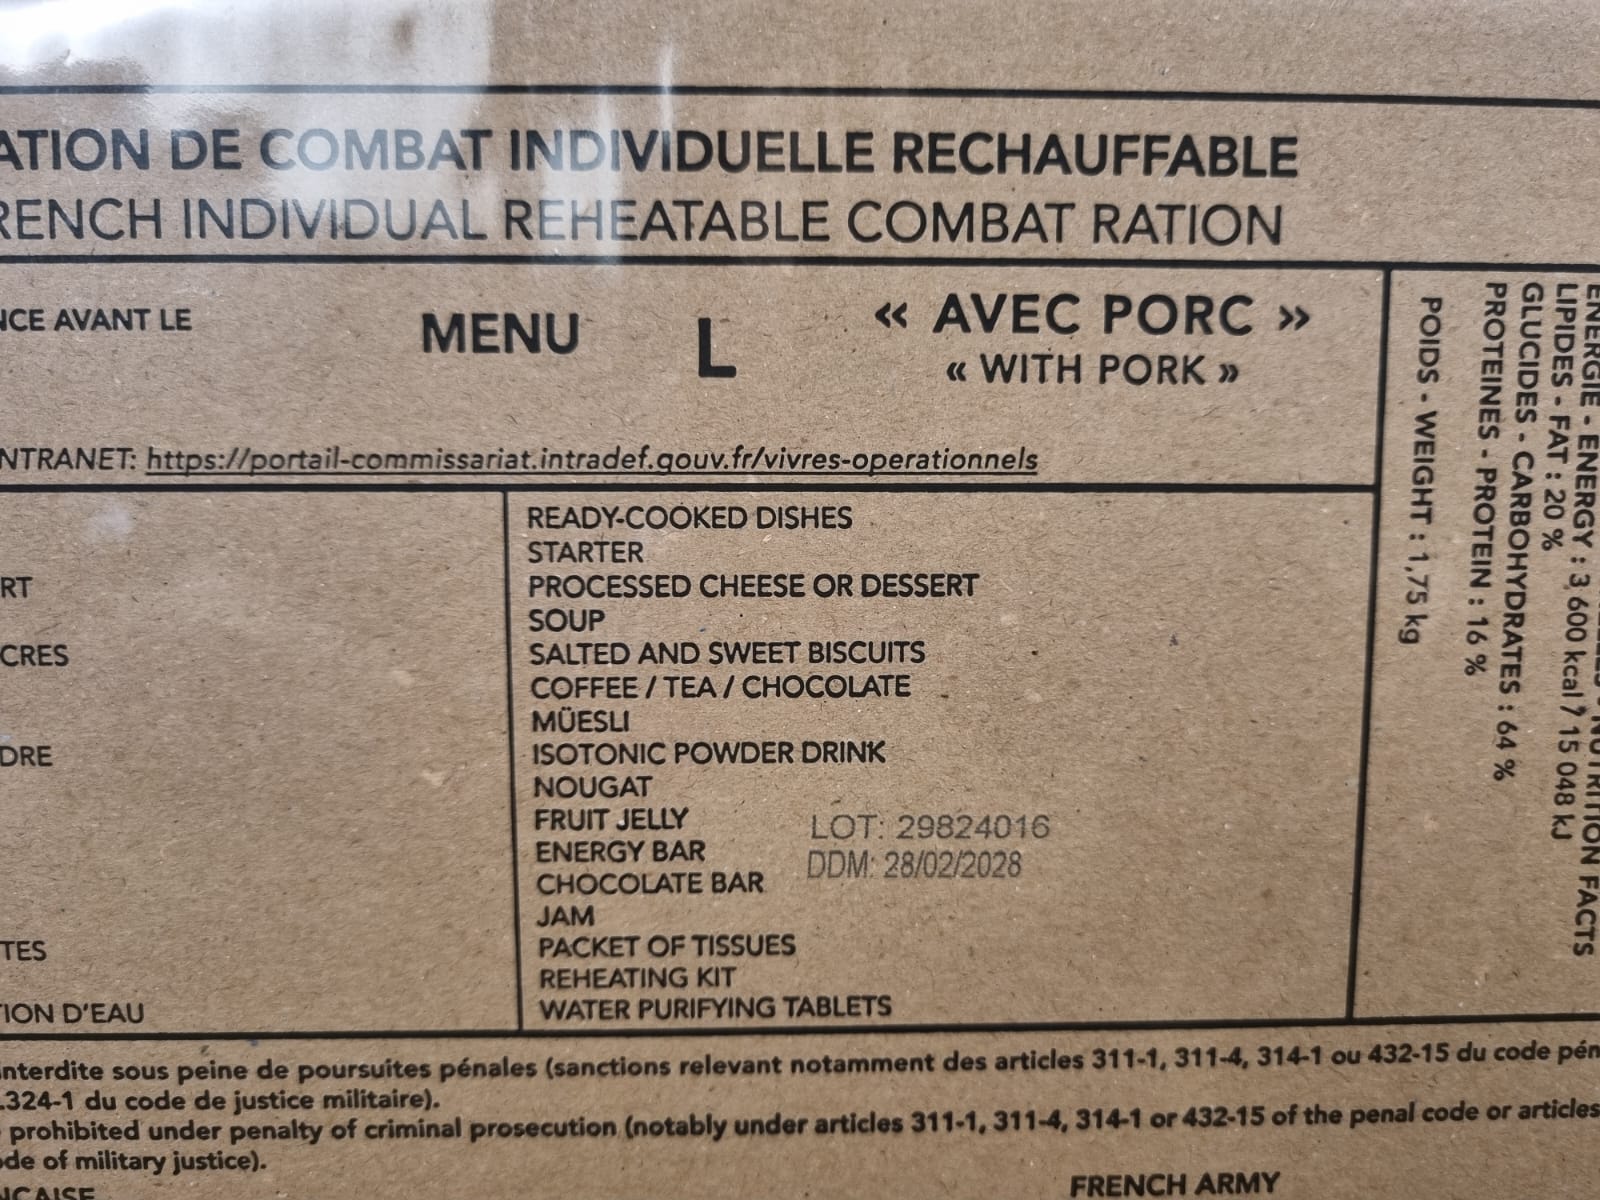 ATION DE COMBAT INDIVIDUELLE RECHAUFFABLE
RENCH INDIVIDUAL REHEATABLE COMBAT RATION
NCE AVANT LE
MENU L
« AVEC PORC »
« WITH PORK »
NTRANET: https://portail-commissariat.intradef.gouv.fr/vivres-operationnels
RT
CRES
DRE
TES
TION D'EAU
READY-COOKED DISHES
STARTER
PROCESSED CHEESE OR DESSERT
SOUP
SALTED AND SWEET BISCUITS
COFFEE / TEA / CHOCOLATE
MÜESLI
ISOTONIC POWDER DRINK
NOUGAT
FRUIT JELLY
ENERGY BAR
CHOCOLATE BAR
JAM
PACKET OF TISSUES
REHEATING KIT
WATER PURIFYING TABLETS
LOT: 29824016
DDM: 28/02/2028
NUTRITION FACTS
ENERGIE - ENERGY : 3 600 kcal / 15 048 kJ
LIPIDES - FAT : 20 %
GLUCIDES - CARBOHYDRATES : 64 %
PROTEINES - PROTEIN : 16 %
POIDS - WEIGHT : 1,75 kg
interdite sous peine de poursuites pénales (sanctions relevant notamment des articles 311-1, 311-4, 314-1 ou 432-15 du code pén
.324-1 du code de justice militaire).
prohibited under penalty of criminal prosecution (notably under articles 311-1, 311-4, 314-1 or 432-15 of the penal code or articles
de of military justice).
NÇAISE
FRENCH ARMY